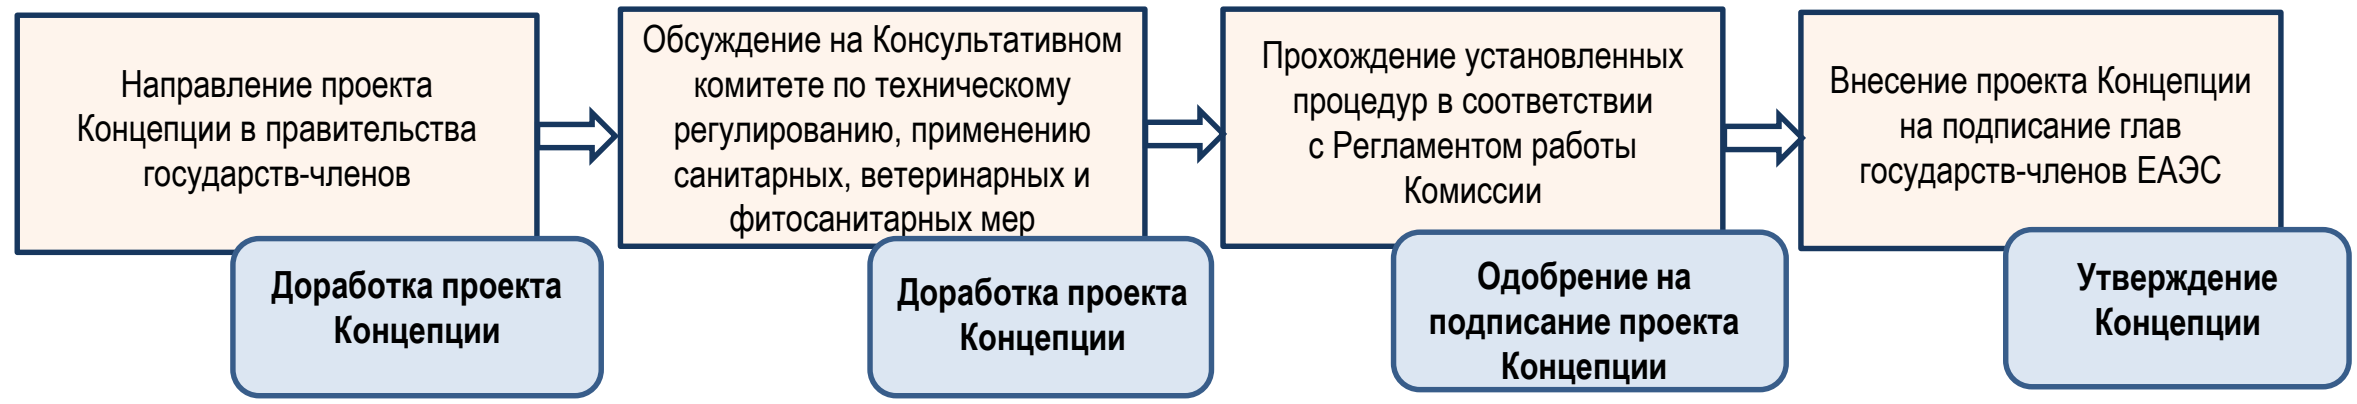 Направление проекта
Концепции в правительства
государств-членов
Доработка проекта
Концепции
Обсуждение на Консультативном
комитете по техническому
регулированию, применению
санитарных, ветеринарных и
фитосанитарных мер
Доработка проекта
Концепции
Прохождение установленных
процедур в соответствии
с Регламентом работы
Комиссии
Одобрение на
подписание проекта
Концепции
Внесение проекта Концепции
на подписание глав
государств-членов ЕАЭС
Утверждение
Концепции